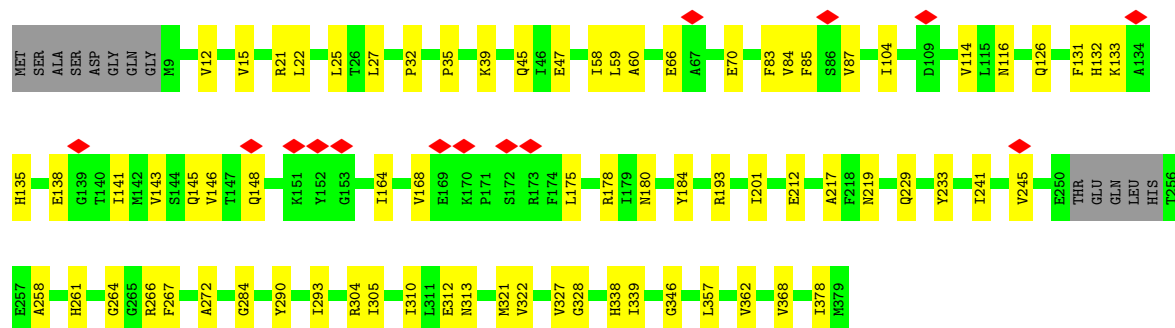 MET SER ALA SER ASP GLY GLN GLY M9 V12 V15 R21 L22 L25 T26 L27 P32 P35 K39 Q45 I46 E47 I58 L59 A60 E66 A67 E70 F83 V84 F85 S86 V87 I104 D109 V114 L115 N116 Q126 F131 H132 K133 A134
H135 E138 G139 T140 I141 M142 V143 S144 Q145 V146 T147 Q148 K151 Y152 G153 I164 V168 E169 K170 P171 S172 R173 F174 L175 R178 I179 N180 Y184 R193 I201 E212 A217 F218 N219 Q229 Y233 I241 V245 E250 THR GLU GLN LEU HIS T256
E257 A258 H261 G264 G265 R266 F267 A272 G284 Y290 I293 R304 I305 I310 L311 E312 N313 M321 V322 V327 G328 H338 I339 G346 L357 V362 V368 I378 M379